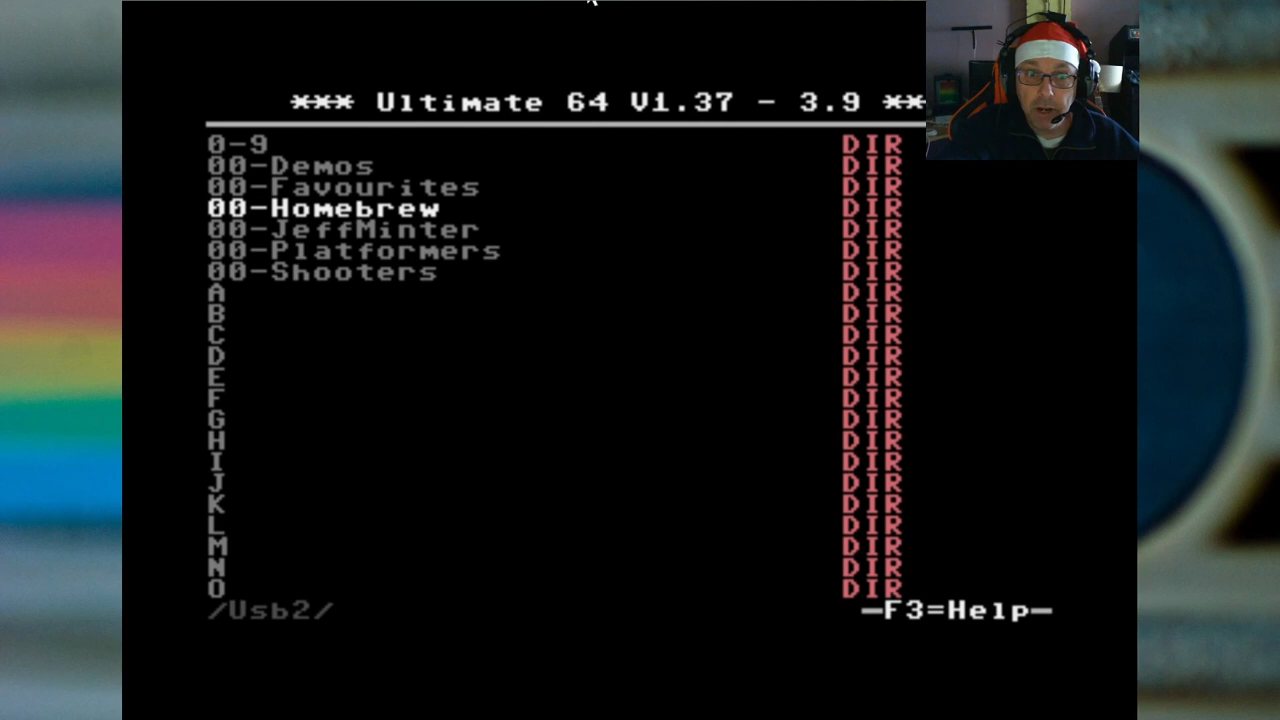 *** Ultimate 64 V1.37 - 3.9 **
0-9 DIR
00-Demos DIR
00-Favourites DIR
00-Homebrew DIR
00-JeffMinter DIR
00-Platformers DIR
00-Shooters DIR
A DIR
B DIR
C DIR
D DIR
E DIR
F DIR
G DIR
H DIR
I DIR
J DIR
K DIR
L DIR
M DIR
N DIR
O DIR
/Usb2/ —F3=Help—